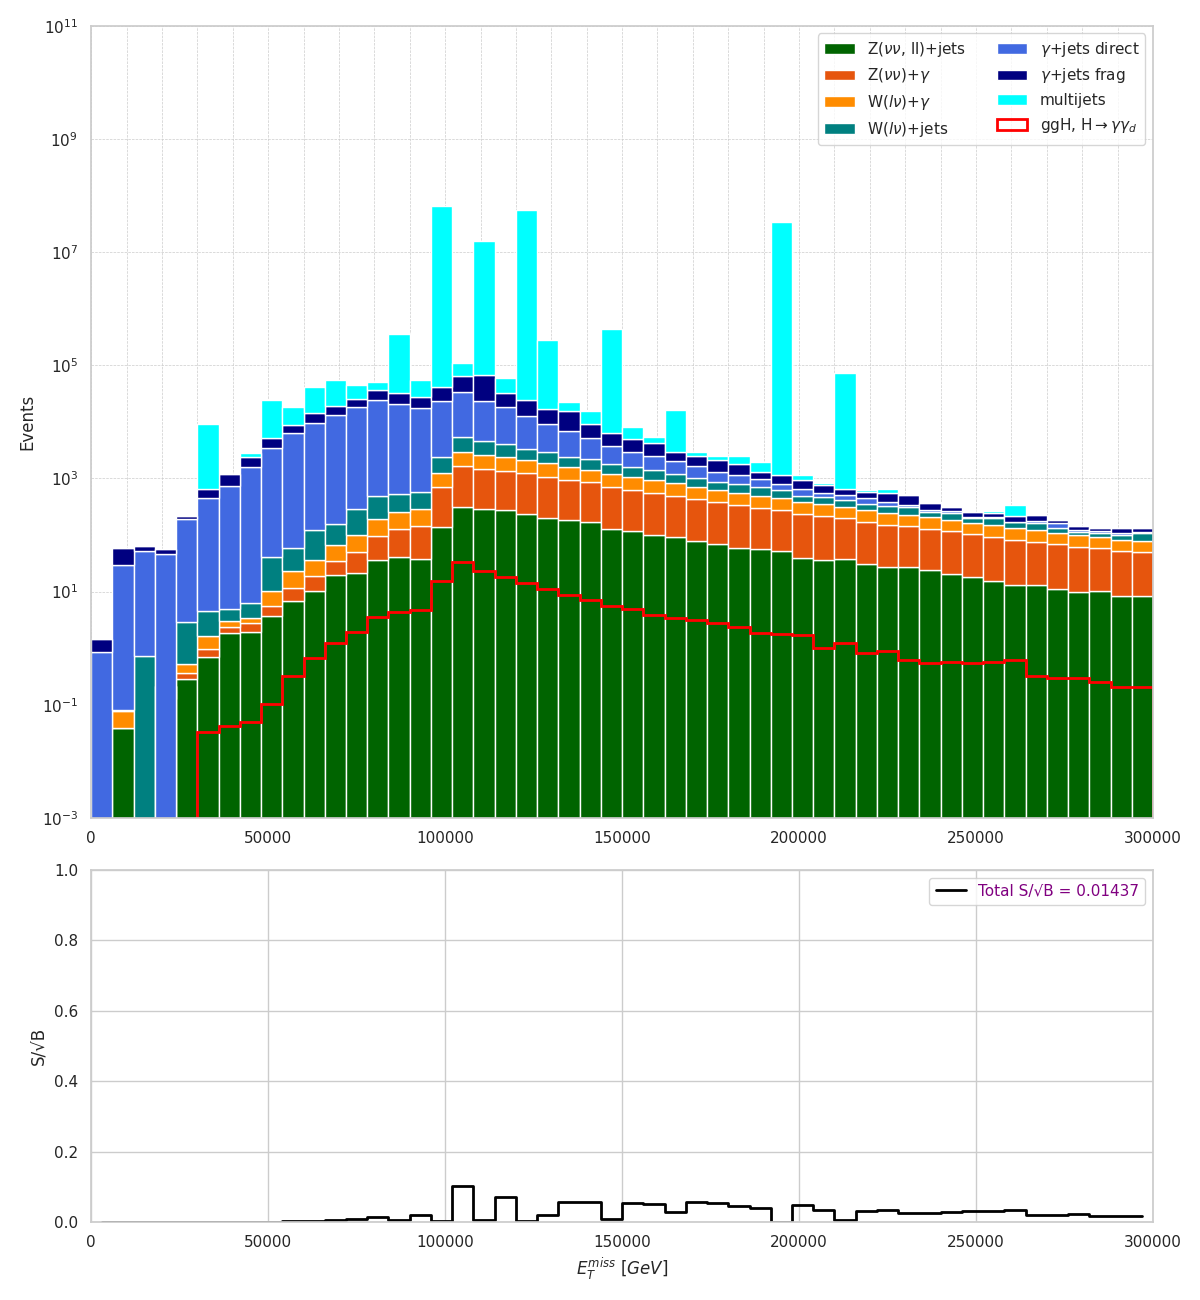 10¹¹
10⁹
10⁷
10⁵
10³
10¹
10⁻¹
10⁻³
Events
Z(νν, ll)+jets
Z(νν)+γ
W(lν)+γ
W(lν)+jets
γ+jets direct
γ+jets frag
multijets
ggH, H→γγ_d
0
50000
100000
150000
200000
250000
300000
1.0
0.8
0.6
0.4
0.2
0.0
S/√B
Total S/√B = 0.01437
0
50000
100000
150000
200000
250000
300000
E_T^miss [GeV]